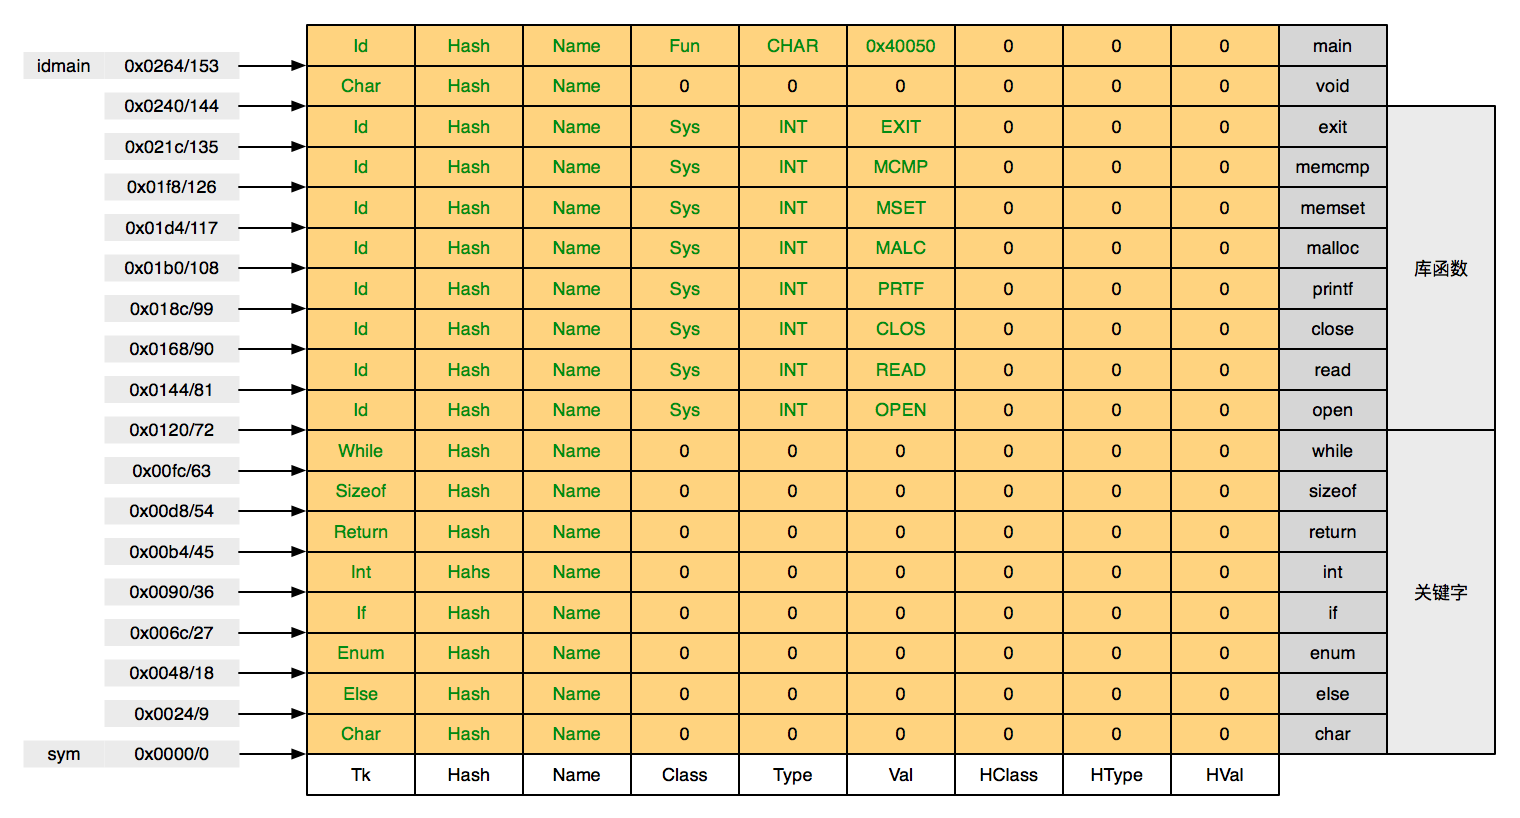 Id Hash Name Fun CHAR 0x40050 0 0 0 main
idmain 0x0264/153
Char Hash Name 0 0 0 0 0 0 void
0x0240/144
Id Hash Name Sys INT EXIT 0 0 0 exit
0x021c/135
Id Hash Name Sys INT MCMP 0 0 0 memcmp
0x01f8/126
Id Hash Name Sys INT MSET 0 0 0 memset
0x01d4/117
Id Hash Name Sys INT MALC 0 0 0 malloc
0x01b0/108
库函数
Id Hash Name Sys INT PRTF 0 0 0 printf
0x018c/99
Id Hash Name Sys INT CLOS 0 0 0 close
0x0168/90
Id Hash Name Sys INT READ 0 0 0 read
0x0144/81
Id Hash Name Sys INT OPEN 0 0 0 open
0x0120/72
While Hash Name 0 0 0 0 0 0 while
0x00fc/63
Sizeof Hash Name 0 0 0 0 0 0 sizeof
0x00d8/54
Return Hash Name 0 0 0 0 0 0 return
0x00b4/45
Int Hahs Name 0 0 0 0 0 0 int
0x0090/36
关键字
If Hash Name 0 0 0 0 0 0 if
0x006c/27
Enum Hash Name 0 0 0 0 0 0 enum
0x0048/18
Else Hash Name 0 0 0 0 0 0 else
0x0024/9
Char Hash Name 0 0 0 0 0 0 char
sym 0x0000/0
Tk Hash Name Class Type Val HClass HType HVal